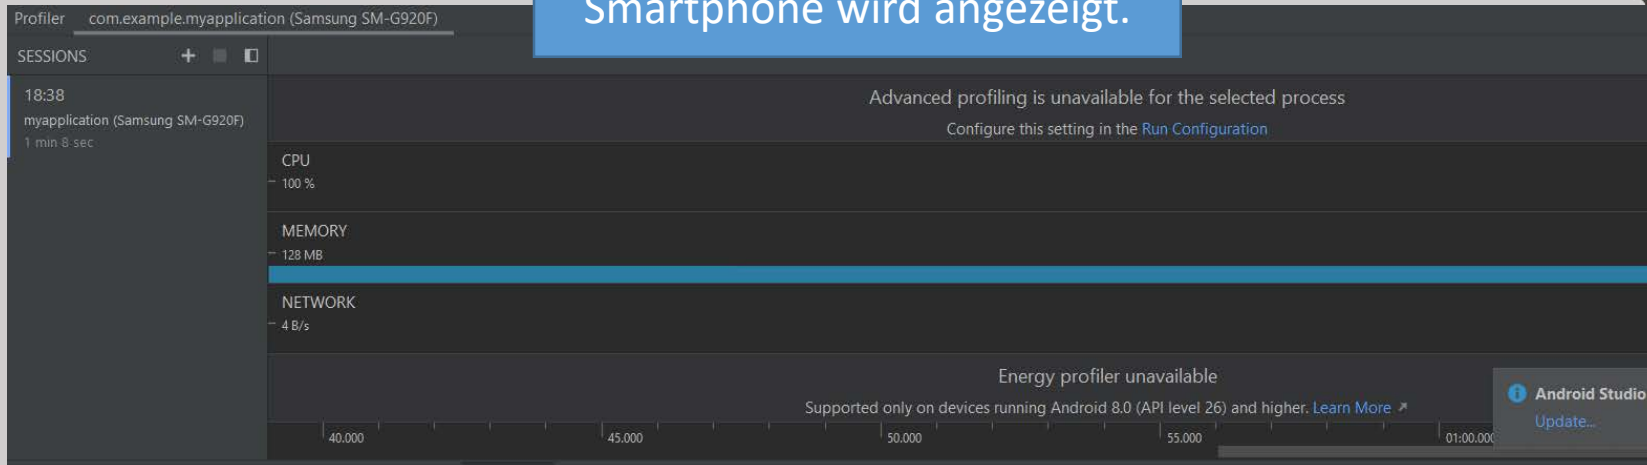 Smartphone wird angezeigt.
Profiler com.example.myapplication (Samsung SM-G920F)
SESSIONS
18:38
myapplication (Samsung SM-G920F)
1 min 8 sec
Advanced profiling is unavailable for the selected process
Configure this setting in the Run Configuration
CPU
100 %
MEMORY
128 MB
NETWORK
4 B/s
Energy profiler unavailable
Supported only on devices running Android 8.0 (API level 26) and higher. Learn More
Android Studio
Update...
40.000 45.000 50.000 55.000 01:00.000